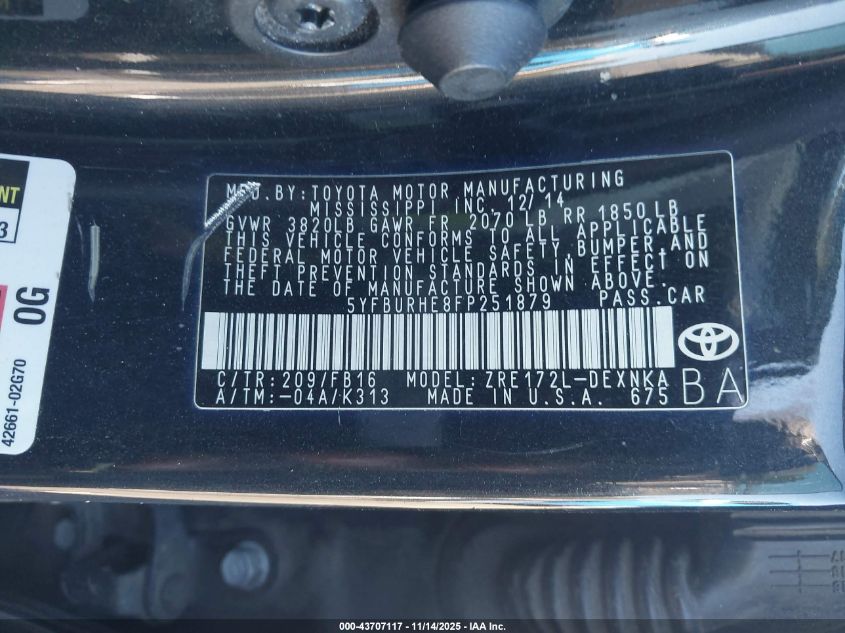 MFD. BY: TOYOTA MOTOR MANUFACTURING
MISSISSIPPI INC. 12/14
GVWR 3820LB GAWR FR 2070 LB RR 1850 LB
THIS VEHICLE CONFORMS TO ALL APPLICABLE
FEDERAL MOTOR VEHICLE SAFETY, BUMPER AND
THEFT PREVENTION STANDARDS IN EFFECT ON
THE DATE OF MANUFACTURE SHOWN ABOVE.
5YFBURHE8FP251879 PASS.CAR
C/TR: 209/FB16 MODEL: ZRE172L-DEXNKA
A/TM: -04A/K313 MADE IN U.S.A. 675
BA
0G
42661-02G70
000-43707117 - 11/14/2025 - IAA Inc.